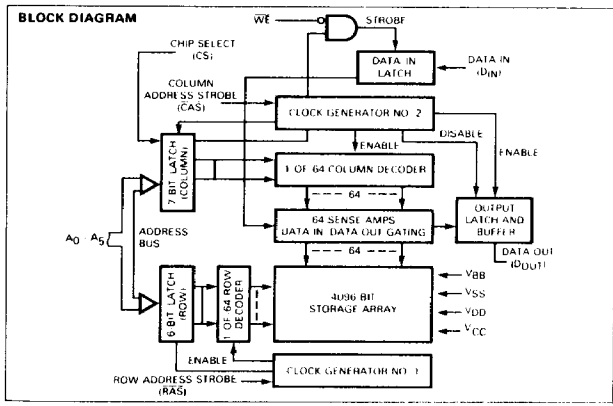 BLOCK DIAGRAM
WE
STROBE
CHIP SELECT
(CS)
DATA IN
LATCH
DATA IN
(DIN)
COLUMN
ADDRESS STROBE
(CAS)
CLOCK GENERATOR NO. 2
DISABLE
ENABLE
ENABLE
7 BIT LATCH
(COLUMN)
1 OF 64 COLUMN DECODER
64
A0 A5
ADDRESS
BUS
64 SENSE AMPS
DATA IN DATA OUT GATING
OUTPUT
LATCH AND
BUFFER
64
DATA OUT
(DOUT)
6 BIT LATCH
(ROW)
1 OF 64 ROW
DECODER
4096 BIT
STORAGE ARRAY
VBB
VSS
VDD
VCC
ENABLE
CLOCK GENERATOR NO. 1
ROW ADDRESS STROBE
(RAS)